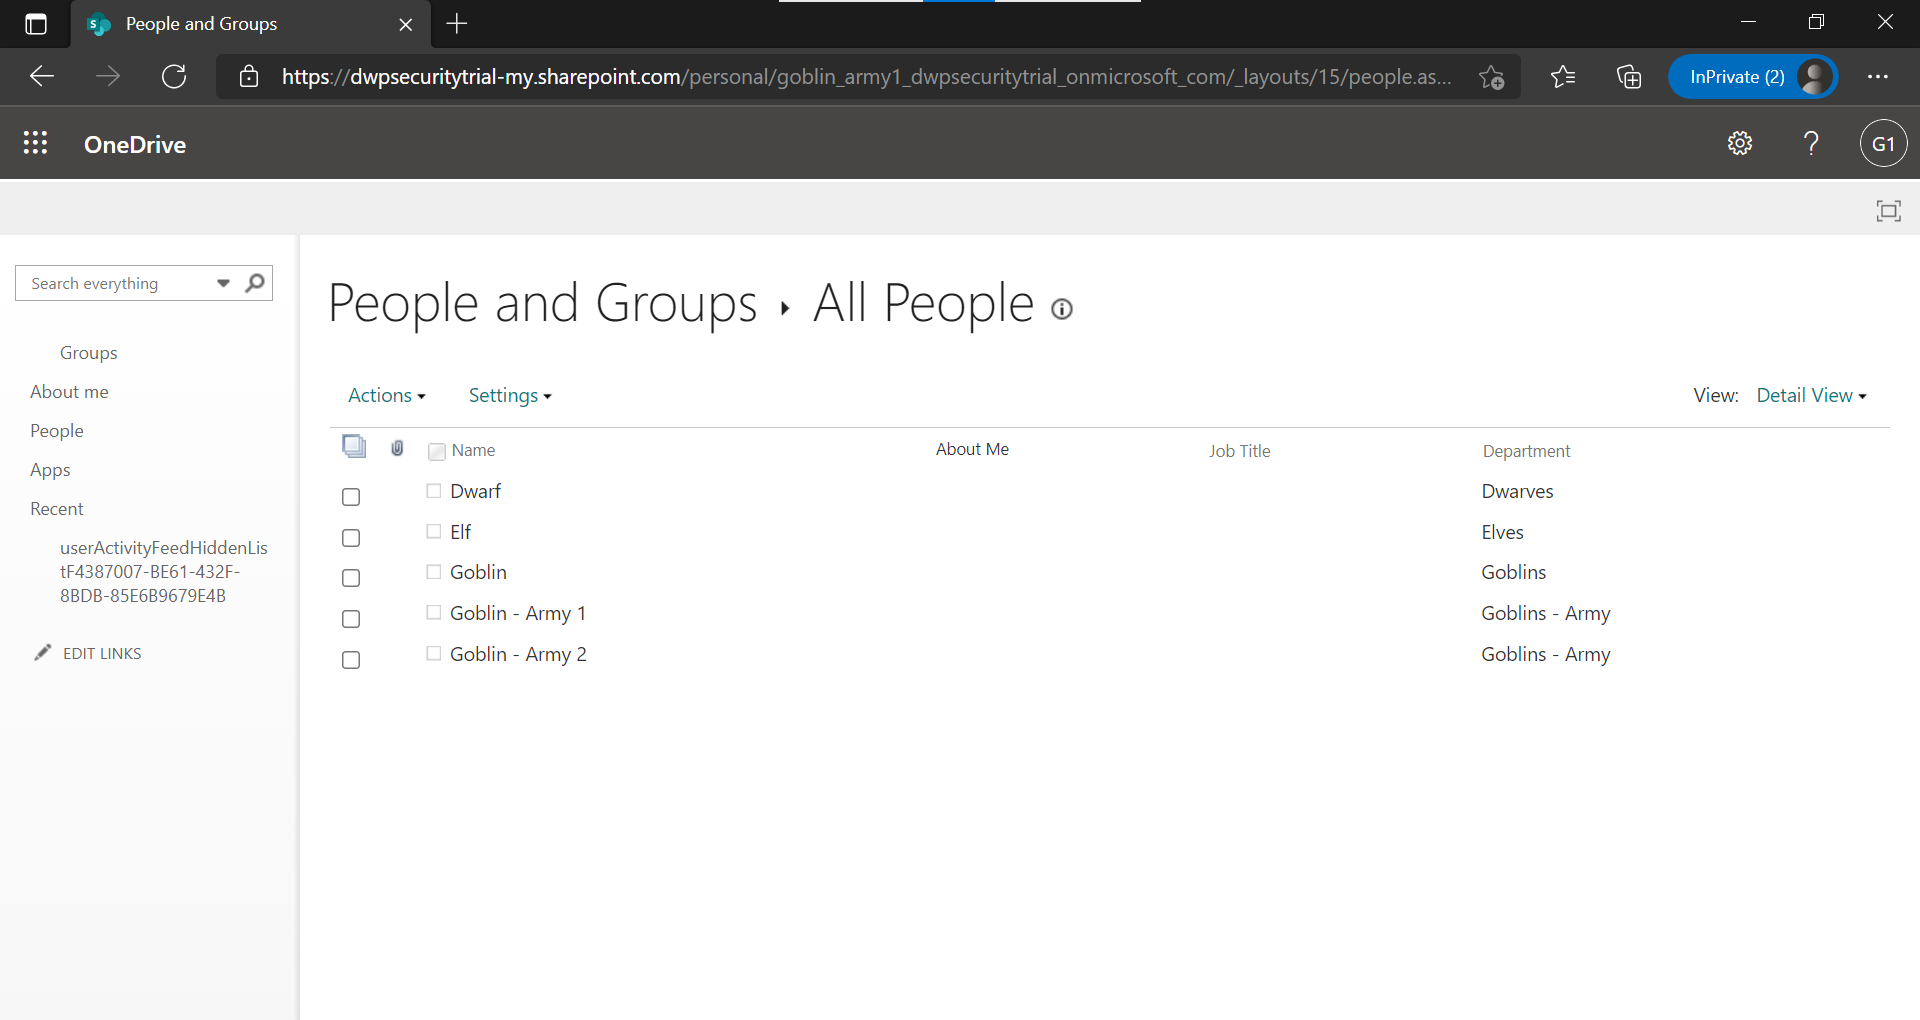 People and Groups
https://dwpsecuritytrial-my.sharepoint.com/personal/goblin_army1_dwpsecuritytrial_onmicrosoft_com/_layouts/15/people.as...
InPrivate (2)
OneDrive
?
G1
Search everything
People and Groups ▸ All People
Groups
About me
People
Apps
Recent
userActivityFeedHiddenLis
tF4387007-BE61-432F-
8BDB-85E6B9679E4B
EDIT LINKS
Actions Settings View: Detail View
Name About Me Job Title Department
Dwarf Dwarves
Elf Elves
Goblin Goblins
Goblin - Army 1 Goblins - Army
Goblin - Army 2 Goblins - Army